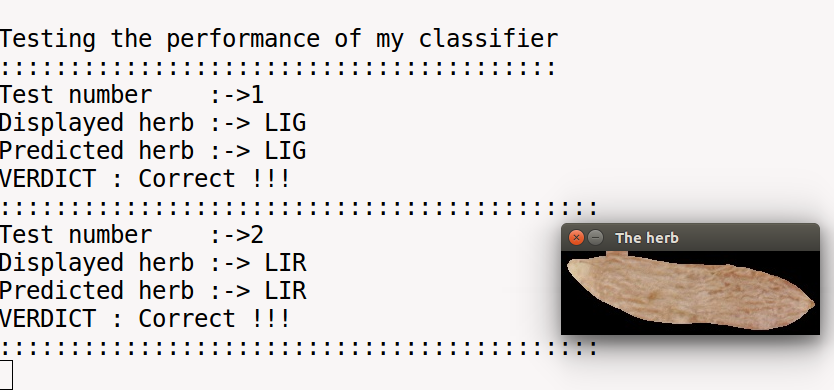 Testing the performance of my classifier
::::::::::::::::::::::::::::::::::::::::
Test number    :->1
Displayed herb :-> LIG
Predicted herb :-> LIG
VERDICT : Correct !!!
:::::::::::::::::::::::::::::::::::::::::::
Test number    :->2
Displayed herb :-> LIR
Predicted herb :-> LIR
VERDICT : Correct !!!
:::::::::::::::::::::::::::::::::::::::::::
The herb